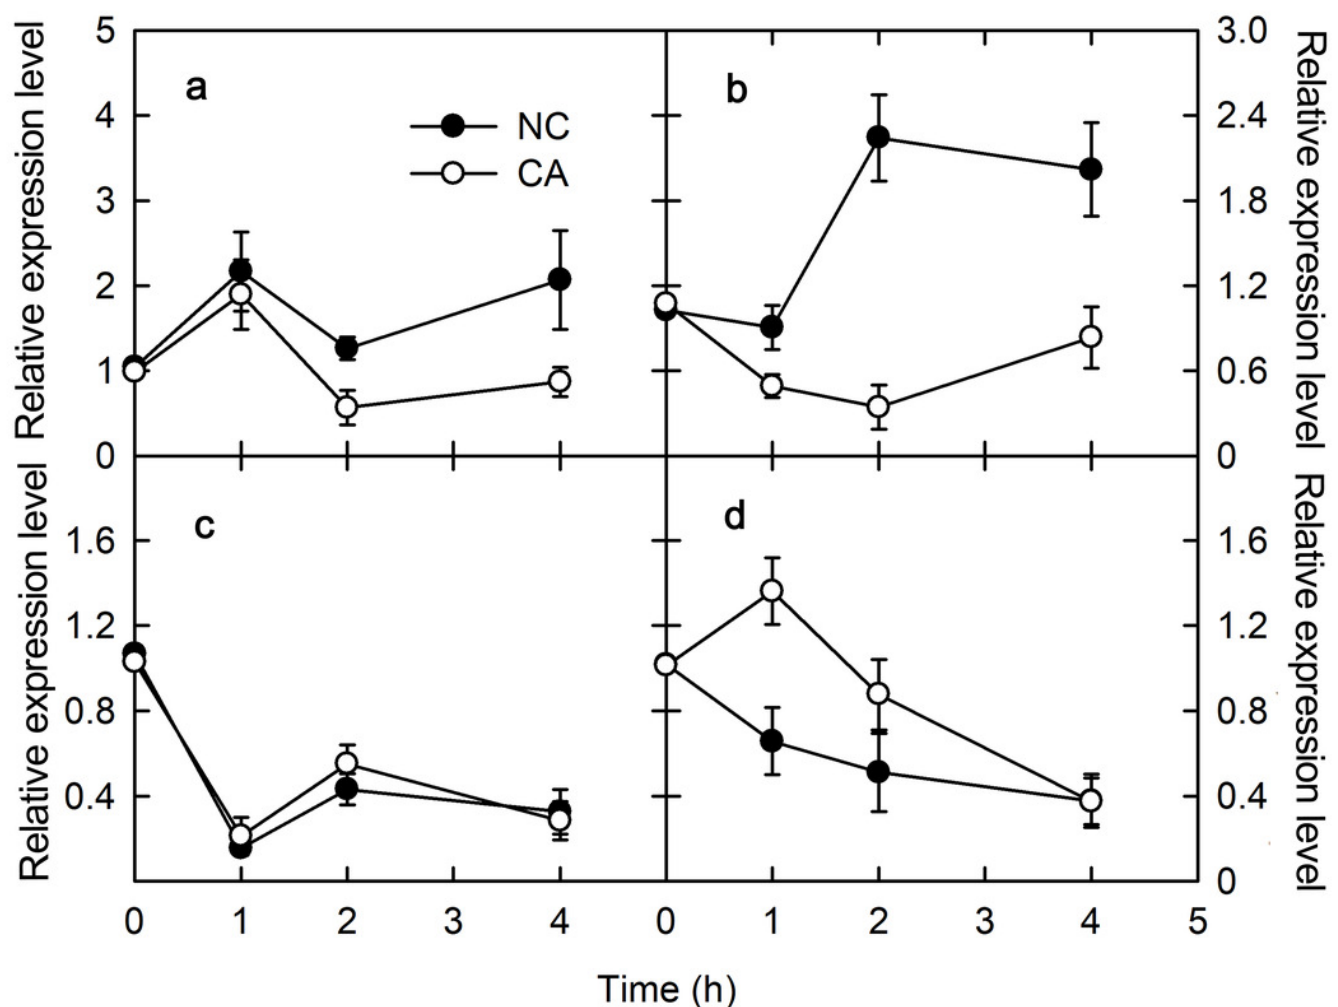 Relative expression level
5
4
3
2
1
0
a
NC
CA
b
3.0
2.4
1.8
1.2
0.6
0
Relative expression level
Relative expression level
1.6
1.2
0.8
0.4
c
d
1.6
1.2
0.8
0.4
0
Relative expression level
0 1 2 3 4 0 1 2 3 4 5
Time (h)